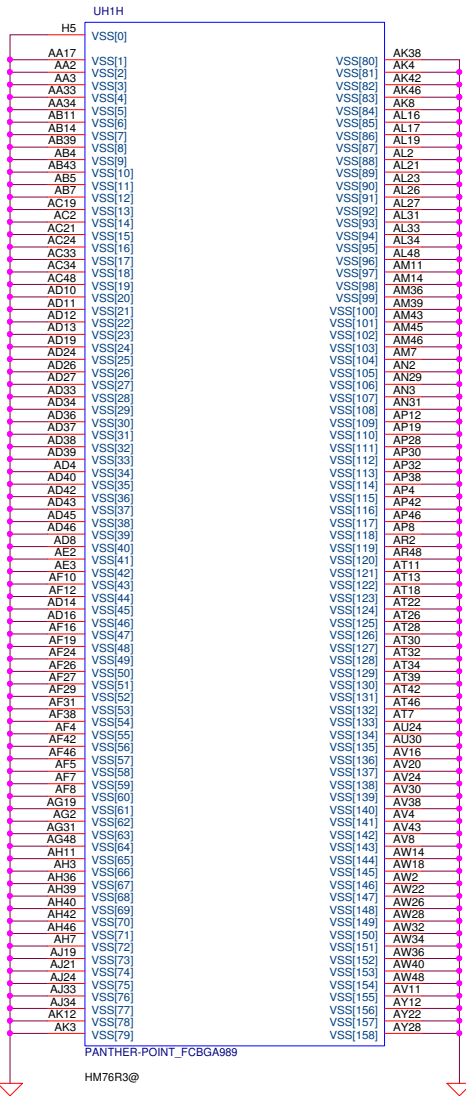 UH1H
H5 VSS[0]
AA17 VSS[1] VSS[80] AK38
AA2 VSS[2] VSS[81] AK4
AA3 VSS[3] VSS[82] AK42
AA33 VSS[4] VSS[83] AK46
AA34 VSS[5] VSS[84] AK8
AB11 VSS[6] VSS[85] AL16
AB14 VSS[7] VSS[86] AL17
AB39 VSS[8] VSS[87] AL19
AB4 VSS[9] VSS[88] AL2
AB43 VSS[10] VSS[89] AL21
AB5 VSS[11] VSS[90] AL23
AB7 VSS[12] VSS[91] AL26
AC19 VSS[13] VSS[92] AL27
AC2 VSS[14] VSS[93] AL31
AC21 VSS[15] VSS[94] AL33
AC24 VSS[16] VSS[95] AL34
AC33 VSS[17] VSS[96] AL48
AC34 VSS[18] VSS[97] AM11
AC48 VSS[19] VSS[98] AM14
AD10 VSS[20] VSS[99] AM36
AD11 VSS[21] VSS[100] AM39
AD12 VSS[22] VSS[101] AM43
AD13 VSS[23] VSS[102] AM45
AD19 VSS[24] VSS[103] AM46
AD24 VSS[25] VSS[104] AM7
AD26 VSS[26] VSS[105] AN2
AD27 VSS[27] VSS[106] AN29
AD33 VSS[28] VSS[107] AN3
AD34 VSS[29] VSS[108] AN31
AD36 VSS[30] VSS[109] AP12
AD37 VSS[31] VSS[110] AP19
AD38 VSS[32] VSS[111] AP28
AD39 VSS[33] VSS[112] AP30
AD4 VSS[34] VSS[113] AP32
AD40 VSS[35] VSS[114] AP38
AD42 VSS[36] VSS[115] AP4
AD43 VSS[37] VSS[116] AP42
AD45 VSS[38] VSS[117] AP46
AD46 VSS[39] VSS[118] AP8
AD8 VSS[40] VSS[119] AR2
AE2 VSS[41] VSS[120] AR48
AE3 VSS[42] VSS[121] AT11
AF10 VSS[43] VSS[122] AT13
AF12 VSS[44] VSS[123] AT18
AD14 VSS[45] VSS[124] AT22
AD16 VSS[46] VSS[125] AT26
AF16 VSS[47] VSS[126] AT28
AF19 VSS[48] VSS[127] AT30
AF24 VSS[49] VSS[128] AT32
AF26 VSS[50] VSS[129] AT34
AF27 VSS[51] VSS[130] AT39
AF29 VSS[52] VSS[131] AT42
AF31 VSS[53] VSS[132] AT46
AF38 VSS[54] VSS[133] AT7
AF4 VSS[55] VSS[134] AU24
AF42 VSS[56] VSS[135] AU30
AF46 VSS[57] VSS[136] AV16
AF5 VSS[58] VSS[137] AV20
AF7 VSS[59] VSS[138] AV24
AF8 VSS[60] VSS[139] AV30
AG19 VSS[61] VSS[140] AV38
AG2 VSS[62] VSS[141] AV4
AG31 VSS[63] VSS[142] AV43
AG48 VSS[64] VSS[143] AV8
AH11 VSS[65] VSS[144] AW14
AH3 VSS[66] VSS[145] AW18
AH36 VSS[67] VSS[146] AW2
AH39 VSS[68] VSS[147] AW22
AH40 VSS[69] VSS[148] AW26
AH42 VSS[70] VSS[149] AW28
AH46 VSS[71] VSS[150] AW32
AH7 VSS[72] VSS[151] AW34
AJ19 VSS[73] VSS[152] AW36
AJ21 VSS[74] VSS[153] AW40
AJ24 VSS[75] VSS[154] AW48
AJ33 VSS[76] VSS[155] AV11
AJ34 VSS[77] VSS[156] AY12
AK12 VSS[78] VSS[157] AY22
AK3 VSS[79] VSS[158] AY28
PANTHER-POINT_FCBGA989
HM76R3@